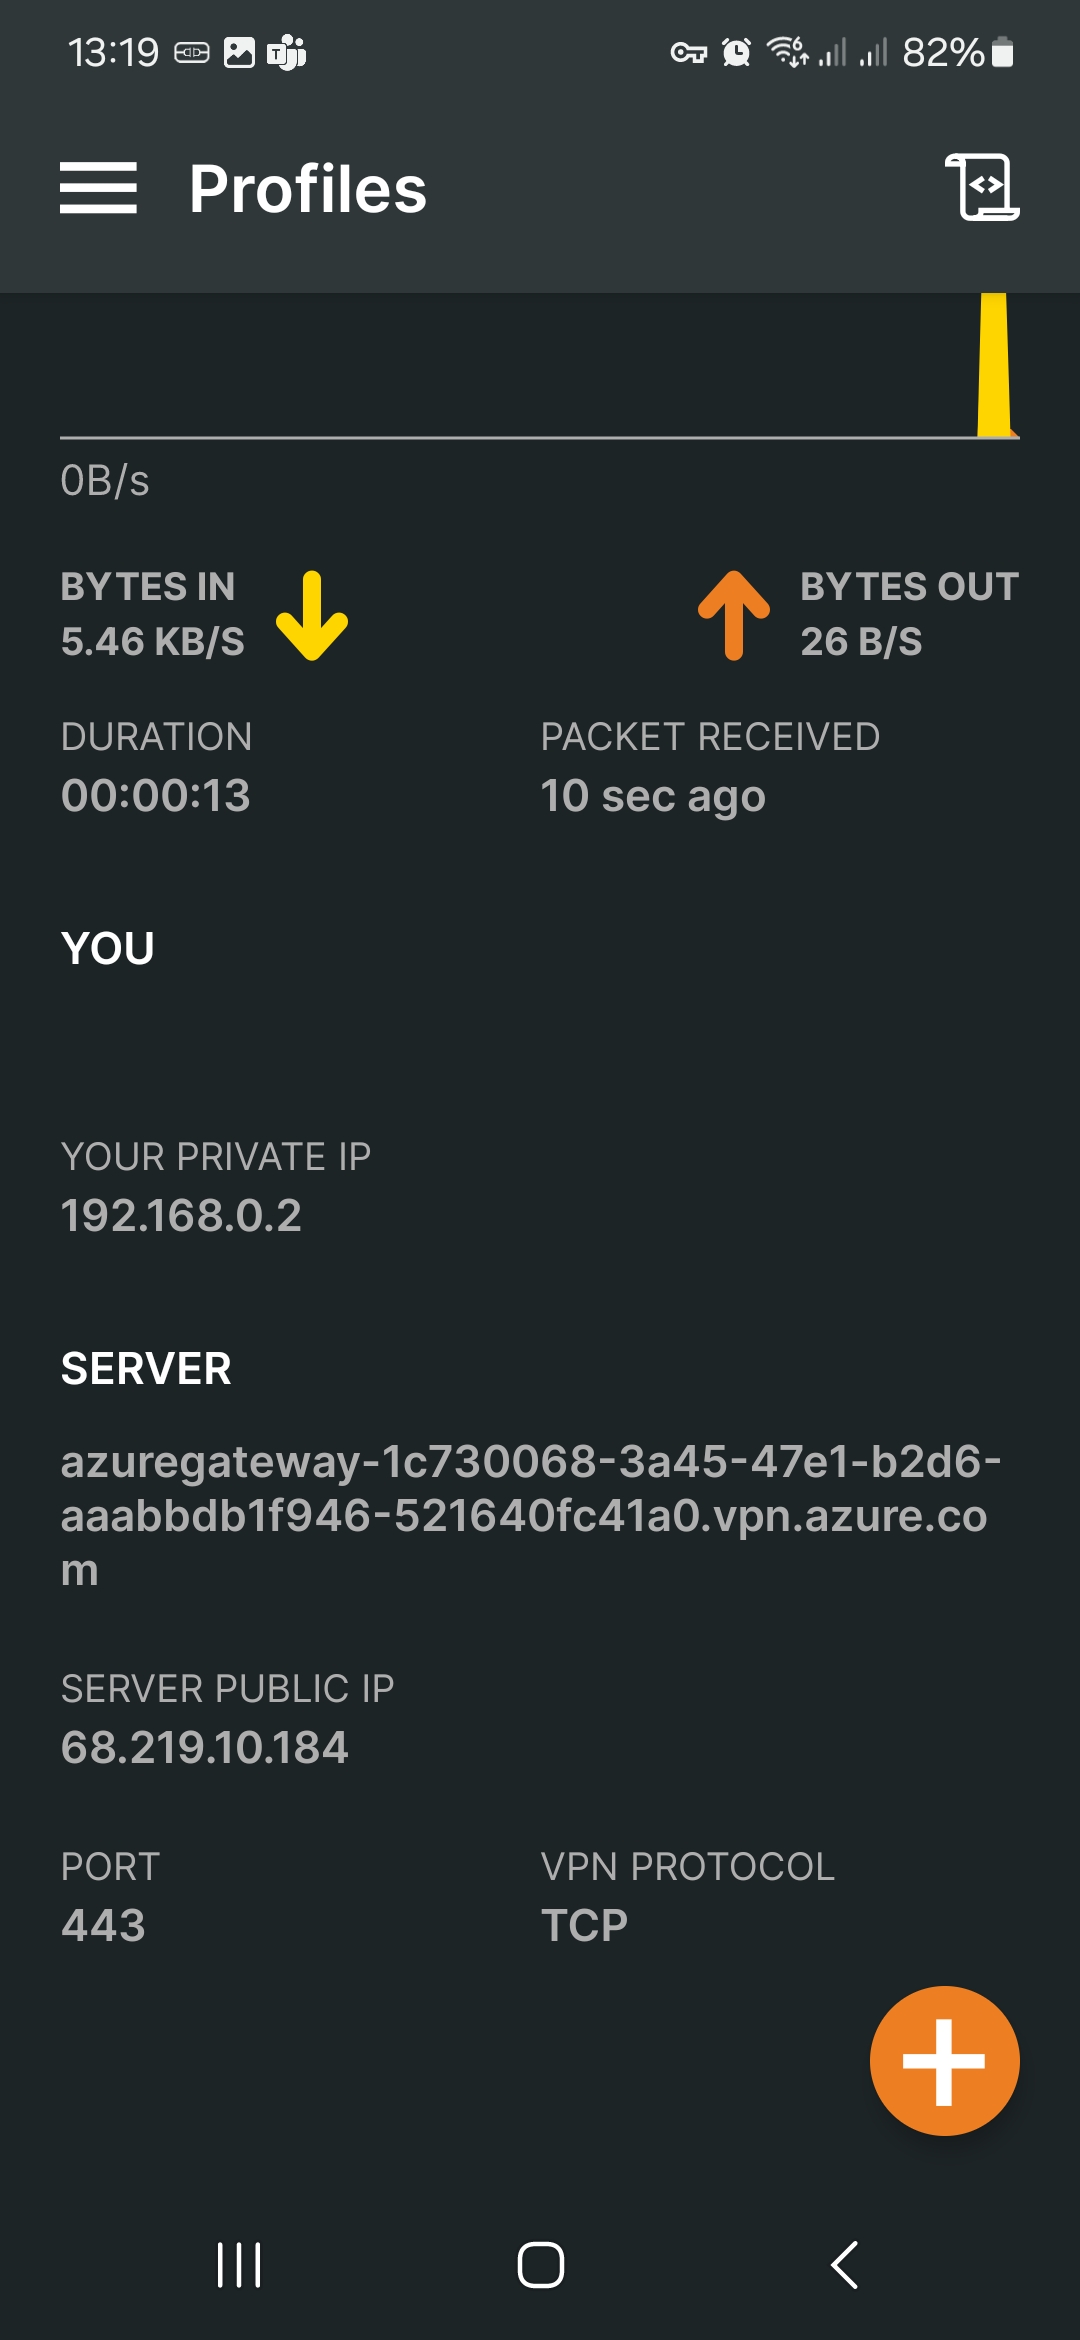 13:19 82%
Profiles
0B/s
BYTES IN BYTES OUT
5.46 KB/S 26 B/S
DURATION PACKET RECEIVED
00:00:13 10 sec ago
YOU
YOUR PRIVATE IP
192.168.0.2
SERVER
azuregateway-1c730068-3a45-47e1-b2d6-
aaabbdb1f946-521640fc41a0.vpn.azure.co
m
SERVER PUBLIC IP
68.219.10.184
PORT VPN PROTOCOL
443 TCP